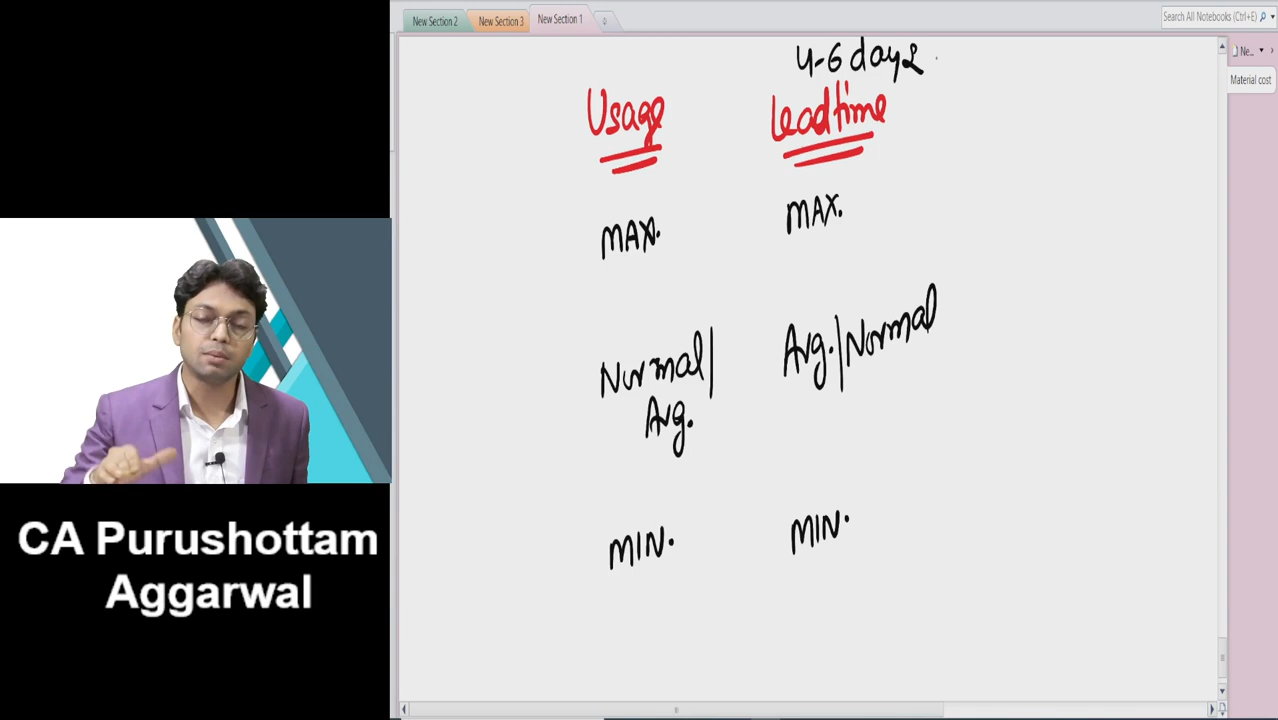 New Section 2
New Section 3
New Section 1
Search All Notebooks (Ctrl+E)
Ne...
Material cost
4-6 days
Usage
Leadtime
MAX.
MAX.
Normal/
Avg.
Avg./Normal
MIN.
MIN.
CA Purushottam
Aggarwal